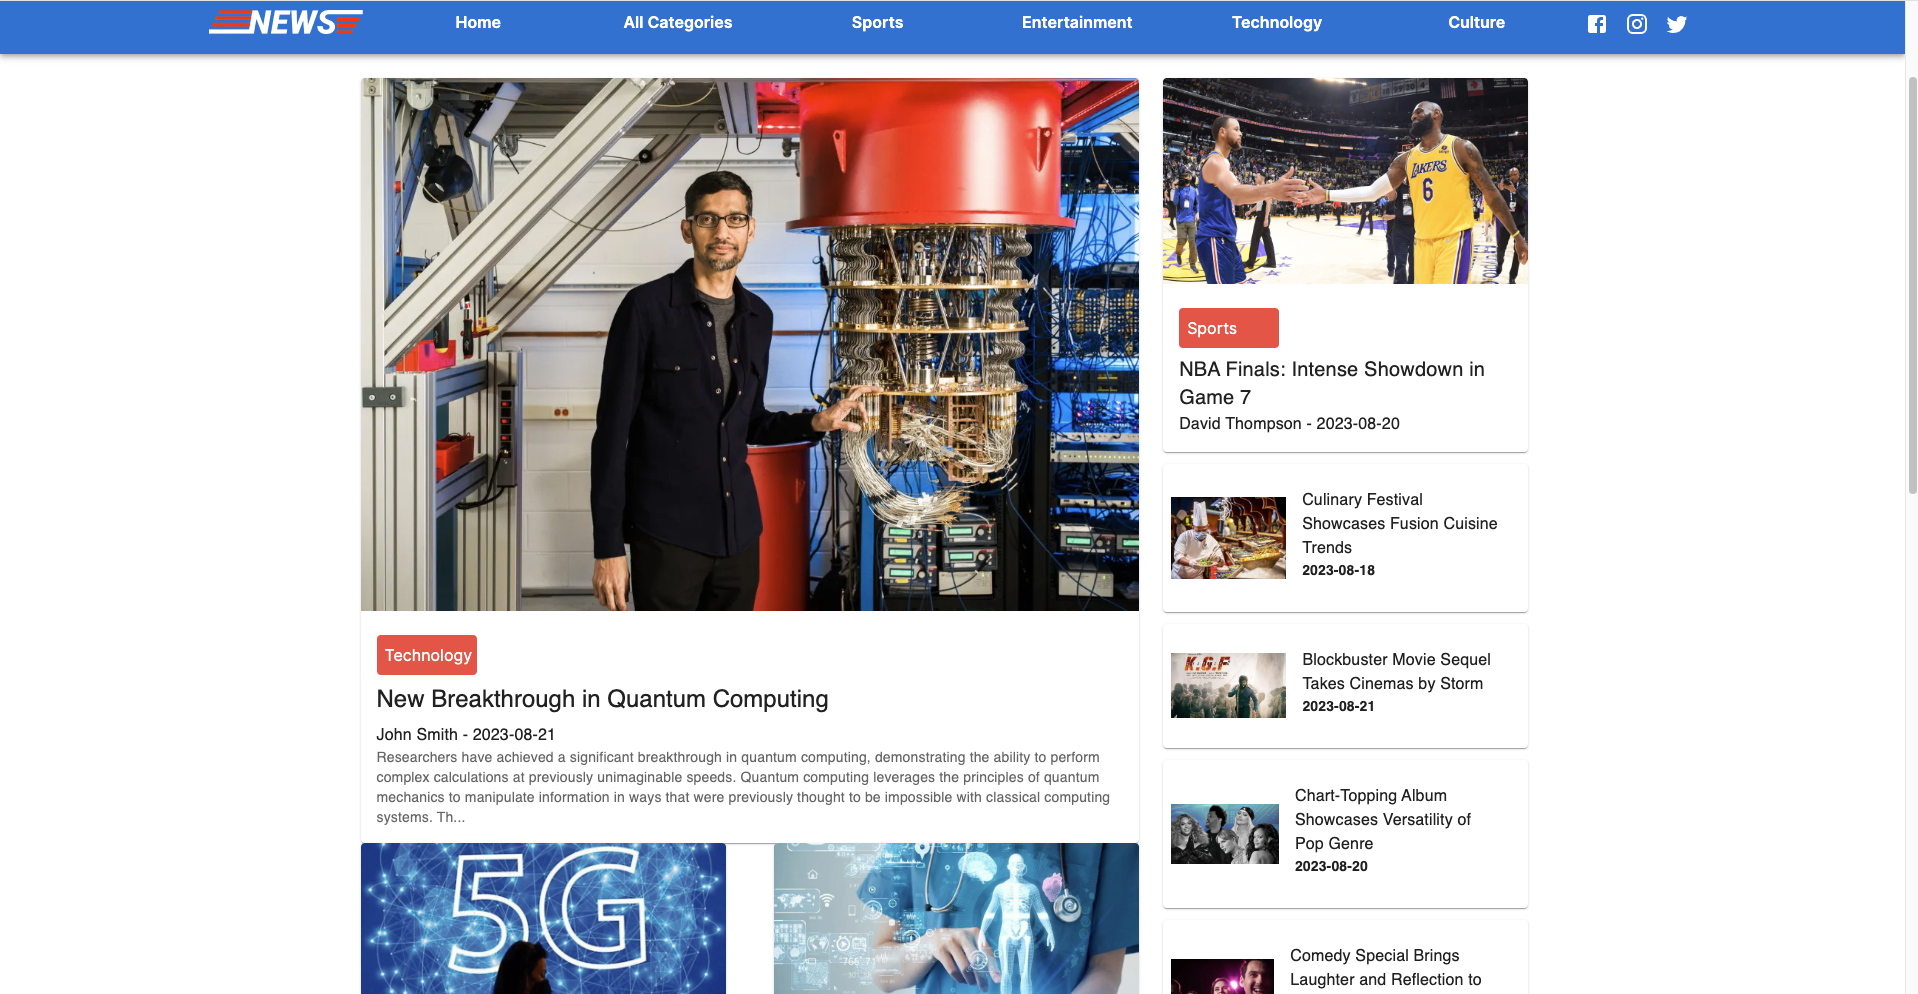 NEWS
Home
All Categories
Sports
Entertainment
Technology
Culture
LAKERS
6
Sports
NBA Finals: Intense Showdown in
Game 7
David Thompson - 2023-08-20
Culinary Festival
Showcases Fusion Cuisine
Trends
2023-08-18
K.G.F
Blockbuster Movie Sequel
Takes Cinemas by Storm
2023-08-21
Chart-Topping Album
Showcases Versatility of
Pop Genre
2023-08-20
Comedy Special Brings
Laughter and Reflection to
Technology
New Breakthrough in Quantum Computing
John Smith - 2023-08-21
Researchers have achieved a significant breakthrough in quantum computing, demonstrating the ability to perform
complex calculations at previously unimaginable speeds. Quantum computing leverages the principles of quantum
mechanics to manipulate information in ways that were previously thought to be impossible with classical computing
systems. Th...
5G